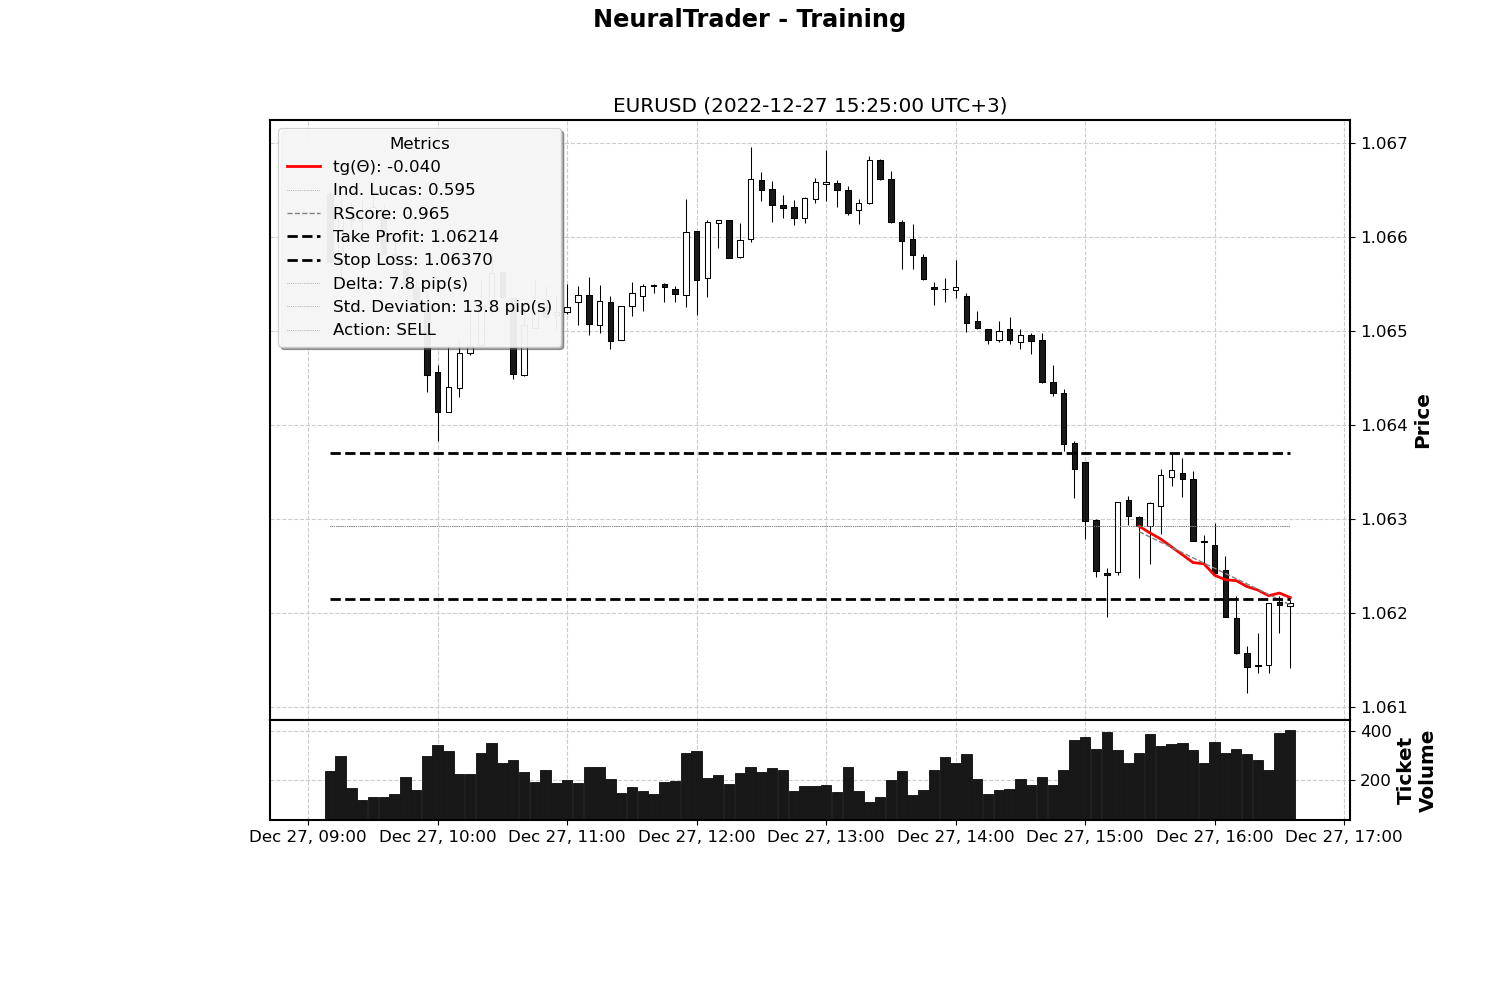 NeuralTrader - Training
EURUSD (2022-12-27 15:25:00 UTC+3)
Metrics
tg(Θ): -0.040
Ind. Lucas: 0.595
RScore: 0.965
Take Profit: 1.06214
Stop Loss: 1.06370
Delta: 7.8 pip(s)
Std. Deviation: 13.8 pip(s)
Action: SELL
1.067
1.066
1.065
1.064
1.063
1.062
1.061
Price
400
200
Ticket
Volume
Dec 27, 09:00 Dec 27, 10:00 Dec 27, 11:00 Dec 27, 12:00 Dec 27, 13:00 Dec 27, 14:00 Dec 27, 15:00 Dec 27, 16:00 Dec 27, 17:00